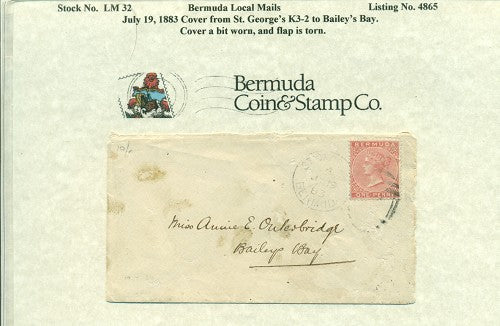 Stock No. LM 32 Bermuda Local Mails Listing No. 4865
July 19, 1883 Cover from St. George's K3-2 to Bailey's Bay.
Cover a bit worn, and flap is torn.
Bermuda
Coin&Stamp Co.
BERMUDA
ONE PENNY
Miss Annie E. Outerbridge
Baileys Bay